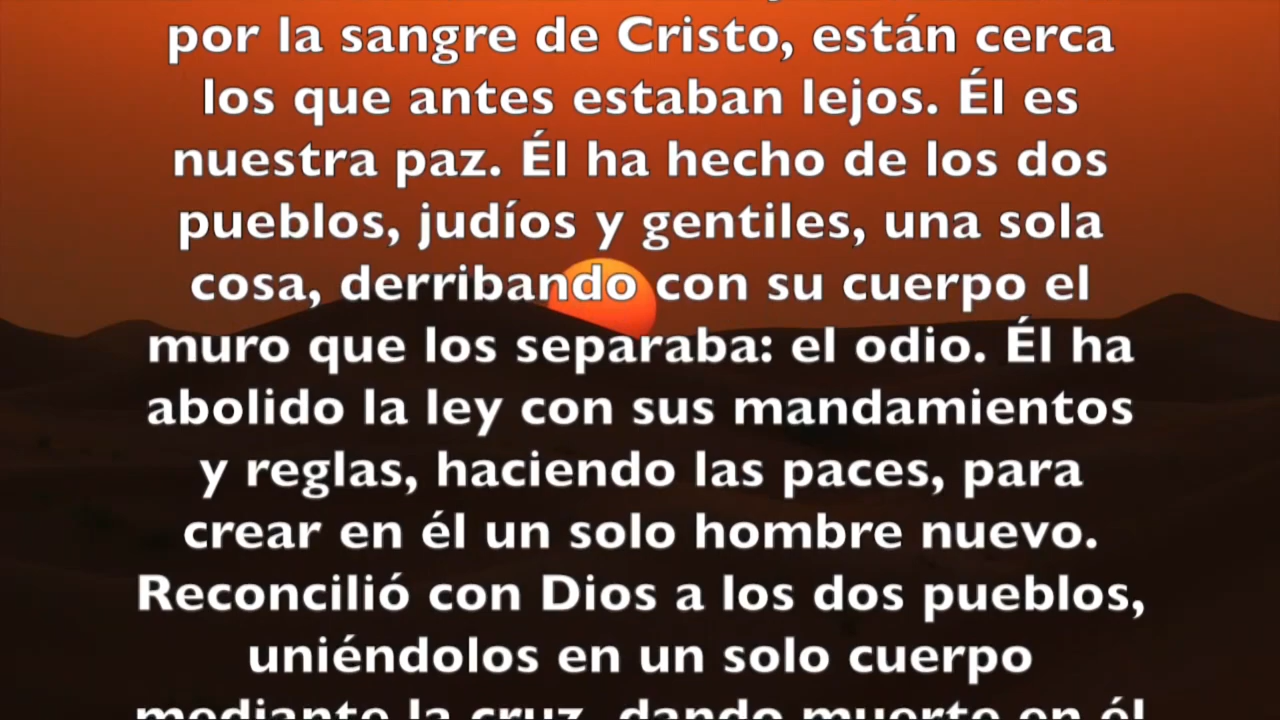 por la sangre de Cristo, están cerca
los que antes estaban lejos. Él es
nuestra paz. Él ha hecho de los dos
pueblos, judíos y gentiles, una sola
cosa, derribando con su cuerpo el
muro que los separaba: el odio. Él ha
abolido la ley con sus mandamientos
y reglas, haciendo las paces, para
crear en él un solo hombre nuevo.
Reconcilió con Dios a los dos pueblos,
uniéndolos en un solo cuerpo
mediante la cruz, dando muerte en él